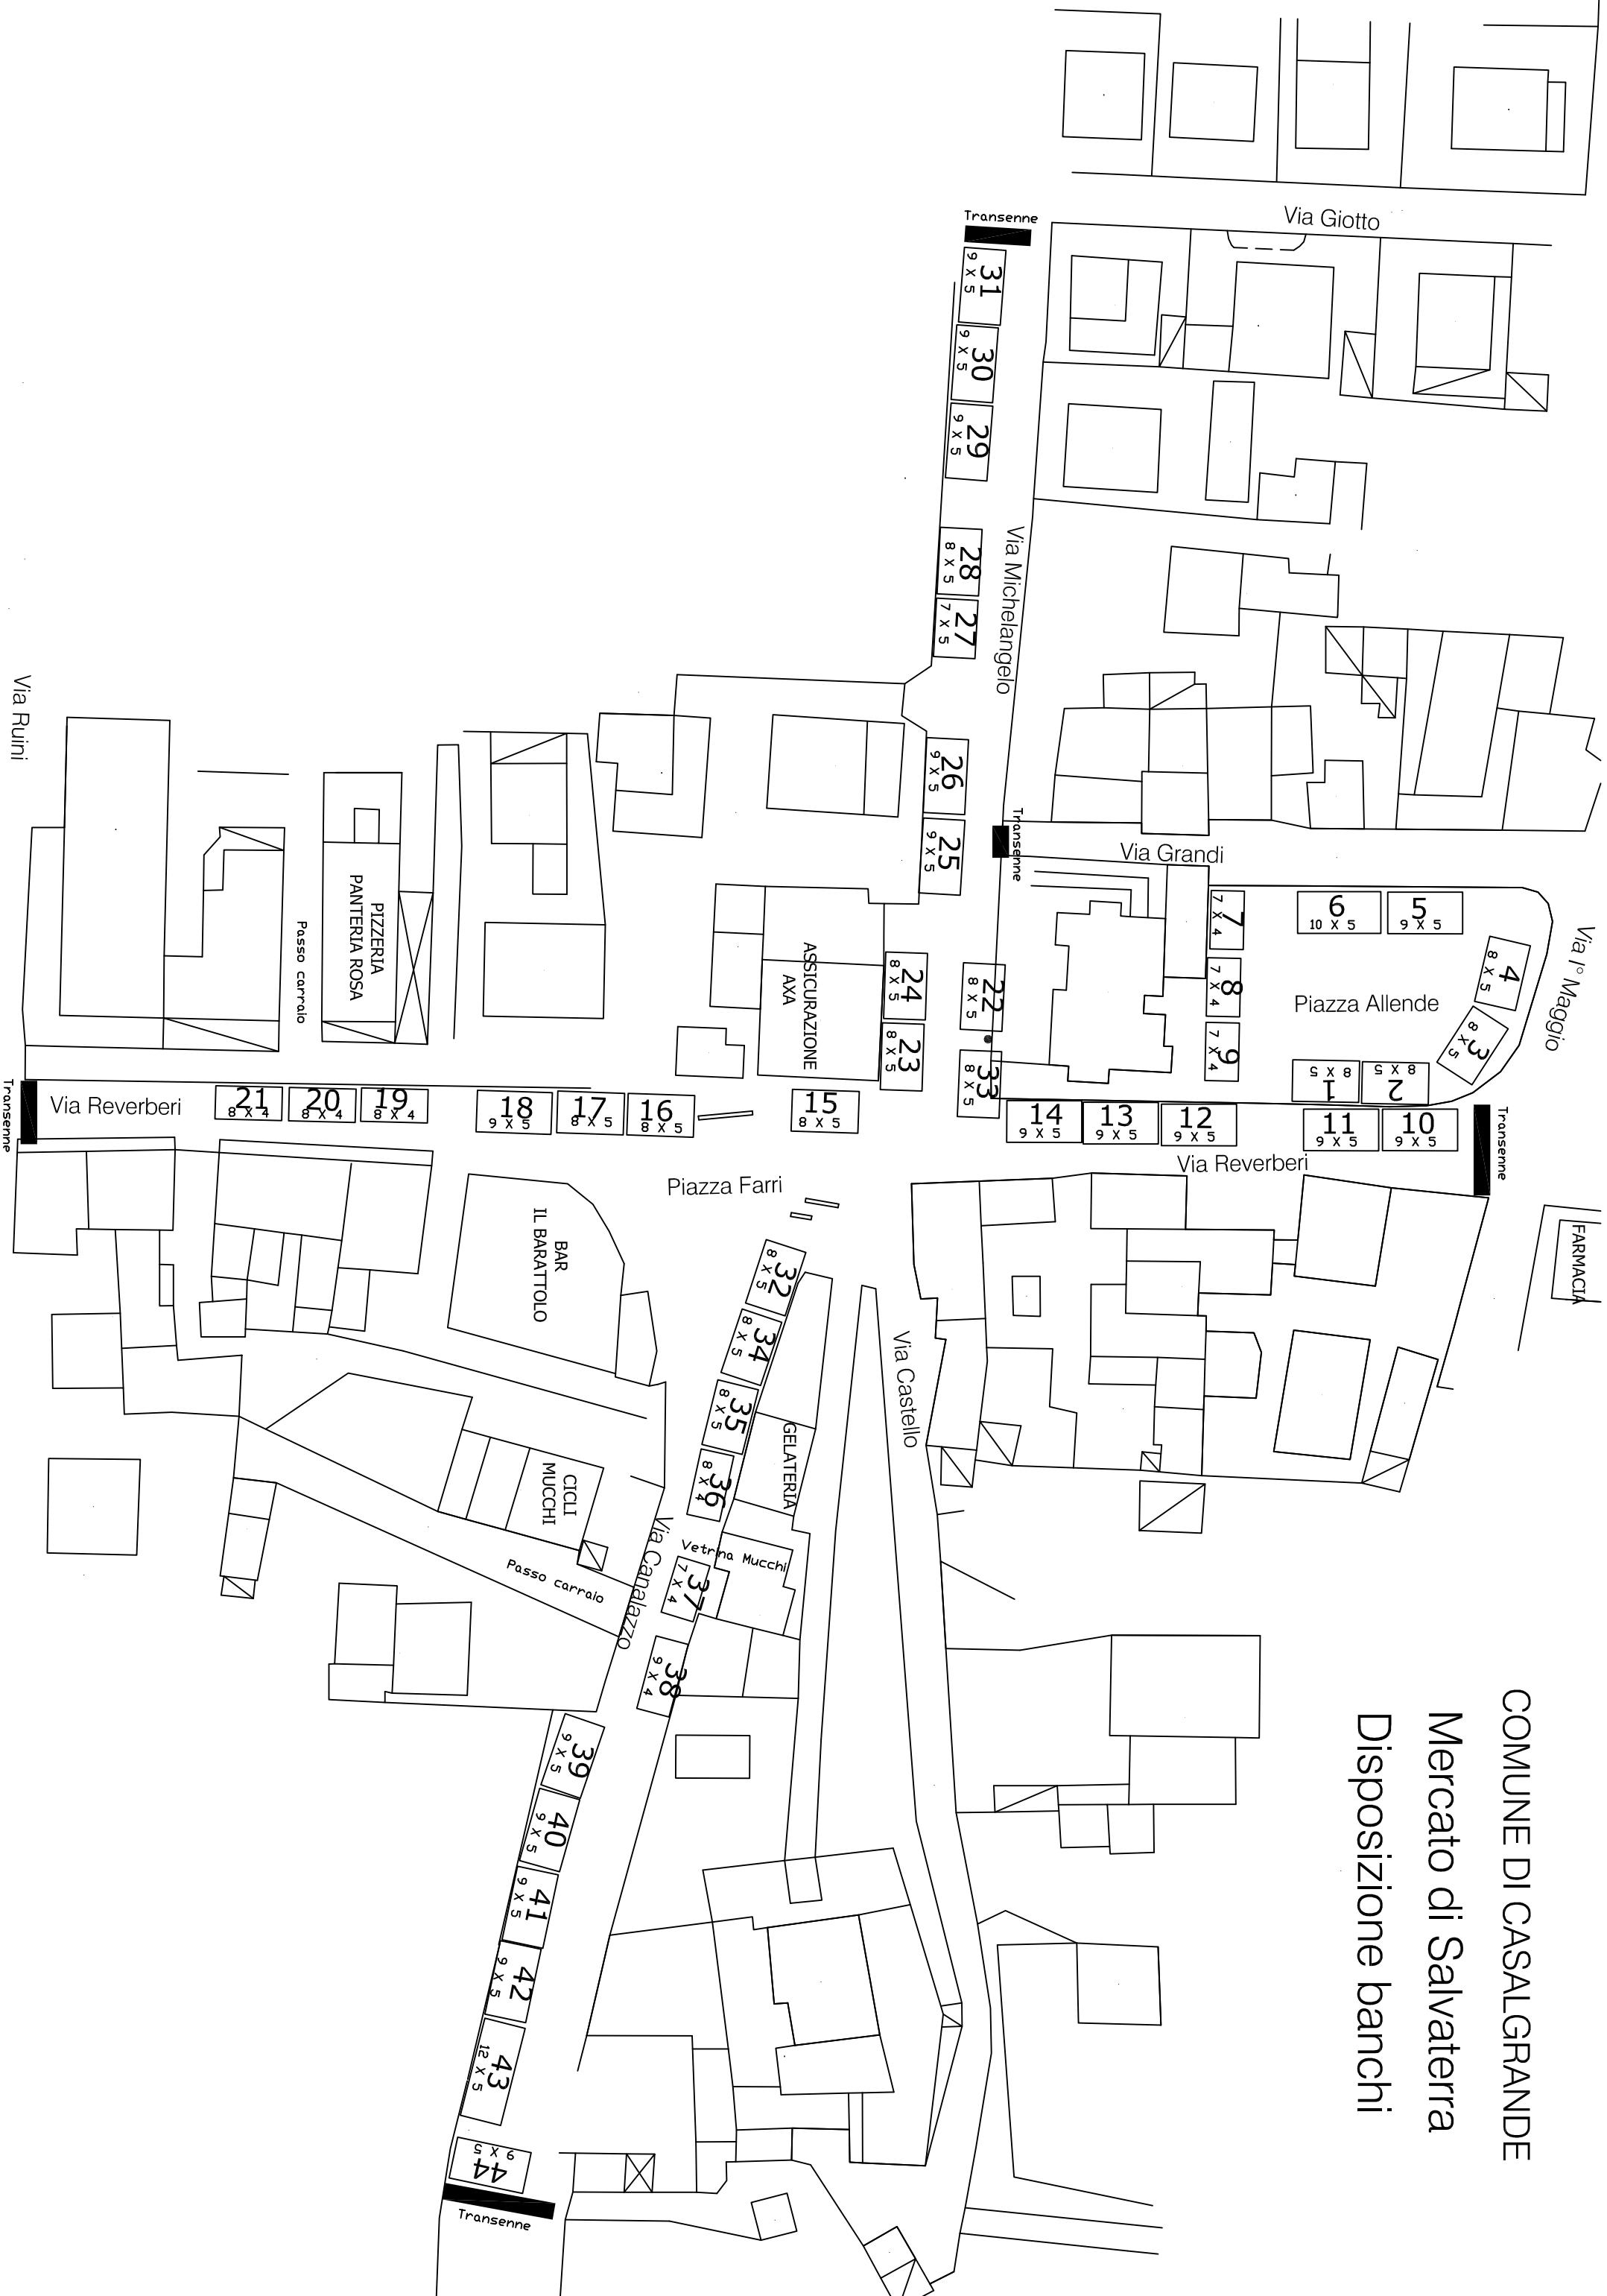 COMUNE DI CASALGRANDE
Mercato di Salvaterra
Disposizione banchi
Via Giotto
Transenne
31
9 X 5
30
9 X 5
29
9 X 5
28
8 X 5
27
7 X 5
Via Michelangelo
26
9 X 5
25
9 X 5
Transenne
Via Grandi
24
8 X 5
23
8 X 5
22
8 X 5
33
8 X 5
7
7 X 4
8
7 X 4
9
7 X 4
6
10 X 5
5
9 X 5
4
8 X 5
3
8 X 5
2
8 X 5
1
8 X 5
Piazza Allende
Via I° Maggio
Via Ruini
PIZZERIA
PANTERIA ROSA
Passo carraio
ASSICURAZIONE
AXA
Transenne
Via Reverberi
21
8 X 4
20
8 X 4
19
8 X 4
18
9 X 5
17
8 X 5
16
8 X 5
15
8 X 5
14
9 X 5
13
9 X 5
12
9 X 5
11
9 X 5
10
9 X 5
Transenne
Via Reverberi
Piazza Farri
FARMACIA
BAR
IL BARATTOLO
32
8 X 5
34
8 X 5
35
8 X 5
36
8 X 4
GELATERIA
Via Castello
CICLI
MUCCHI
Passo carraio
Via Canalazzo
Vetrina Mucchi
37
7 X 4
38
9 X 4
39
9 X 5
40
9 X 5
41
9 X 5
42
9 X 5
43
12 X 5
44
9 X 5
Transenne